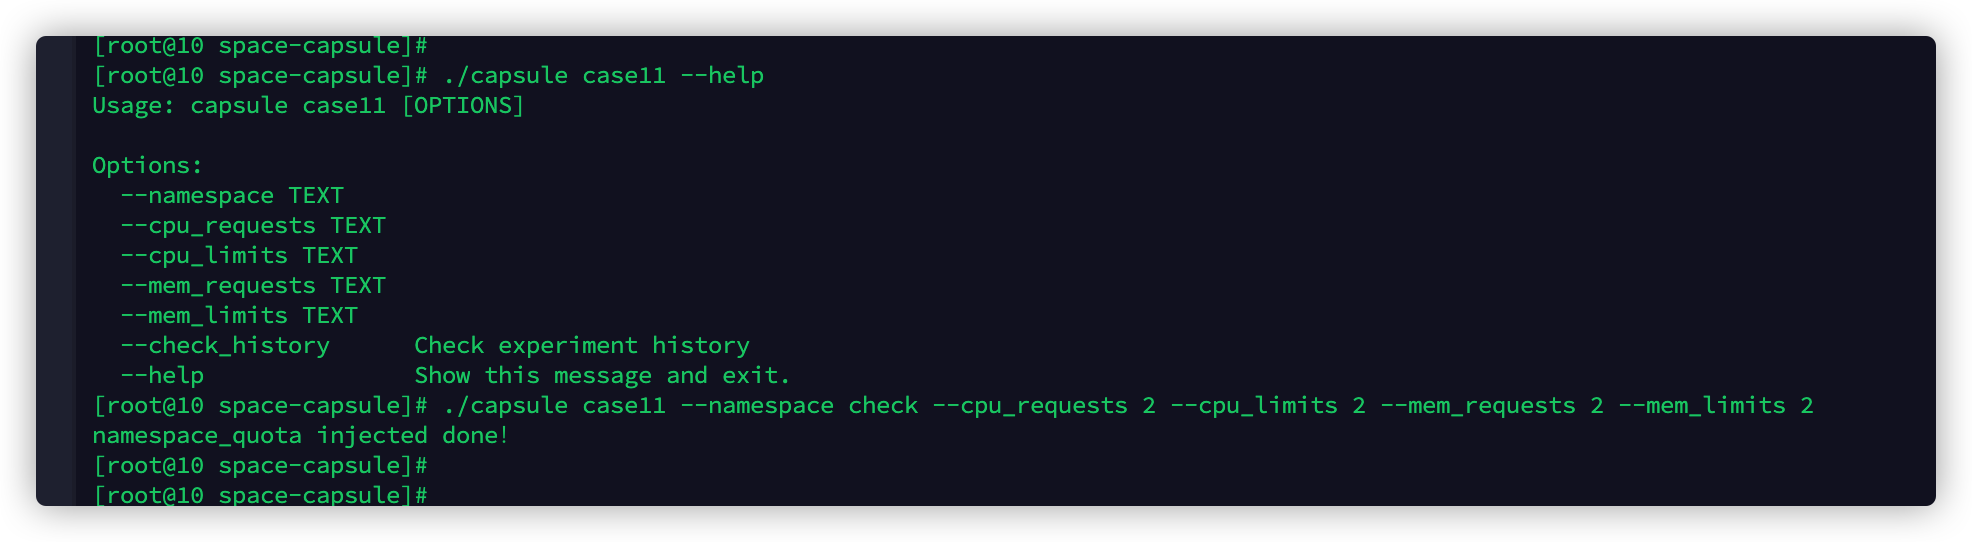 [root@10 space-capsule]#
[root@10 space-capsule]# ./capsule case11 --help
Usage: capsule case11 [OPTIONS]
Options:
  --namespace TEXT
  --cpu_requests TEXT
  --cpu_limits TEXT
  --mem_requests TEXT
  --mem_limits TEXT
  --check_history      Check experiment history
  --help               Show this message and exit.
[root@10 space-capsule]# ./capsule case11 --namespace check --cpu_requests 2 --cpu_limits 2 --mem_requests 2 --mem_limits 2
namespace_quota injected done!
[root@10 space-capsule]#
[root@10 space-capsule]#